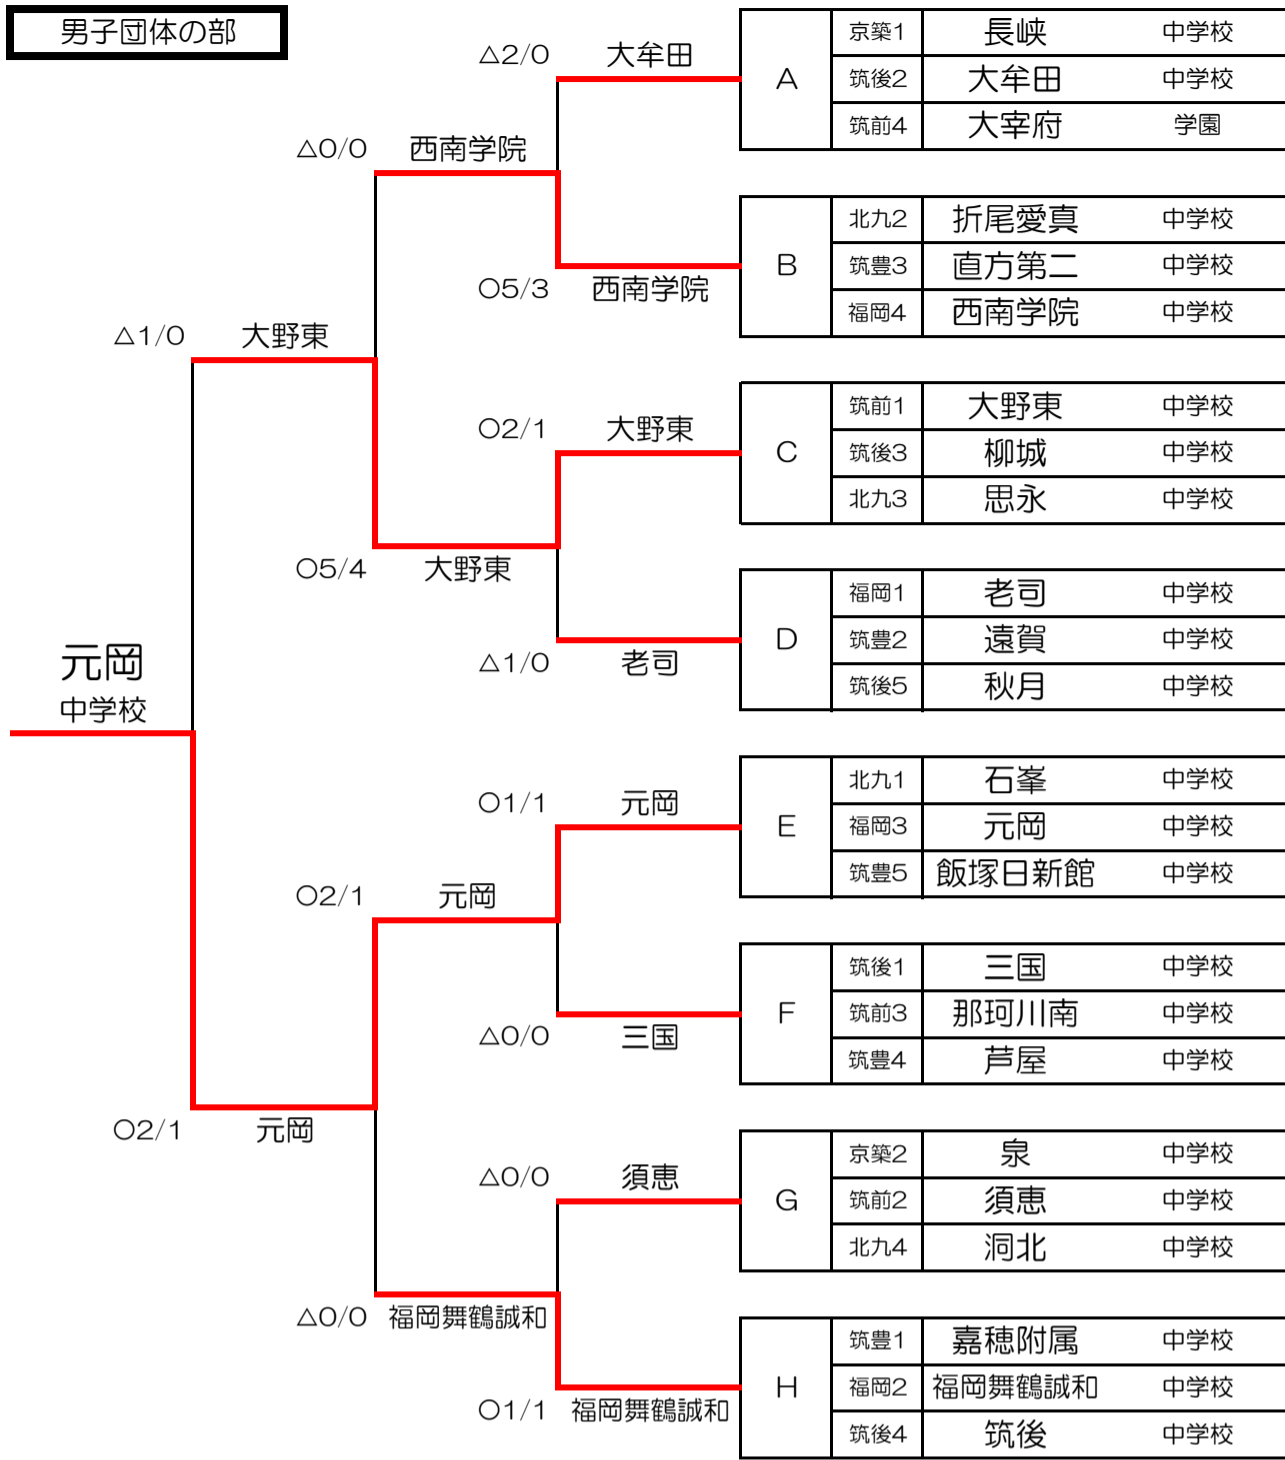 男子団体の部
△2/0 大牟田
△0/0 西南学院
○5/3 西南学院
△1/0 大野東
○2/1 大野東
○5/4 大野東
△1/0 老司
元岡
中学校
○1/1 元岡
○2/1 元岡
△0/0 三国
○2/1 元岡
△0/0 須恵
△0/0 福岡舞鶴誠和
○1/1 福岡舞鶴誠和
A
京築1 長峡 中学校
筑後2 大牟田 中学校
筑前4 大宰府 学園
B
北九2 折尾愛真 中学校
筑豊3 直方第二 中学校
福岡4 西南学院 中学校
C
筑前1 大野東 中学校
筑後3 柳城 中学校
北九3 思永 中学校
D
福岡1 老司 中学校
筑豊2 遠賀 中学校
筑後5 秋月 中学校
E
北九1 石峯 中学校
福岡3 元岡 中学校
筑豊5 飯塚日新館 中学校
F
筑後1 三国 中学校
筑前3 那珂川南 中学校
筑豊4 芦屋 中学校
G
京築2 泉 中学校
筑前2 須恵 中学校
北九4 洞北 中学校
H
筑豊1 嘉穂附属 中学校
福岡2 福岡舞鶴誠和 中学校
筑後4 筑後 中学校